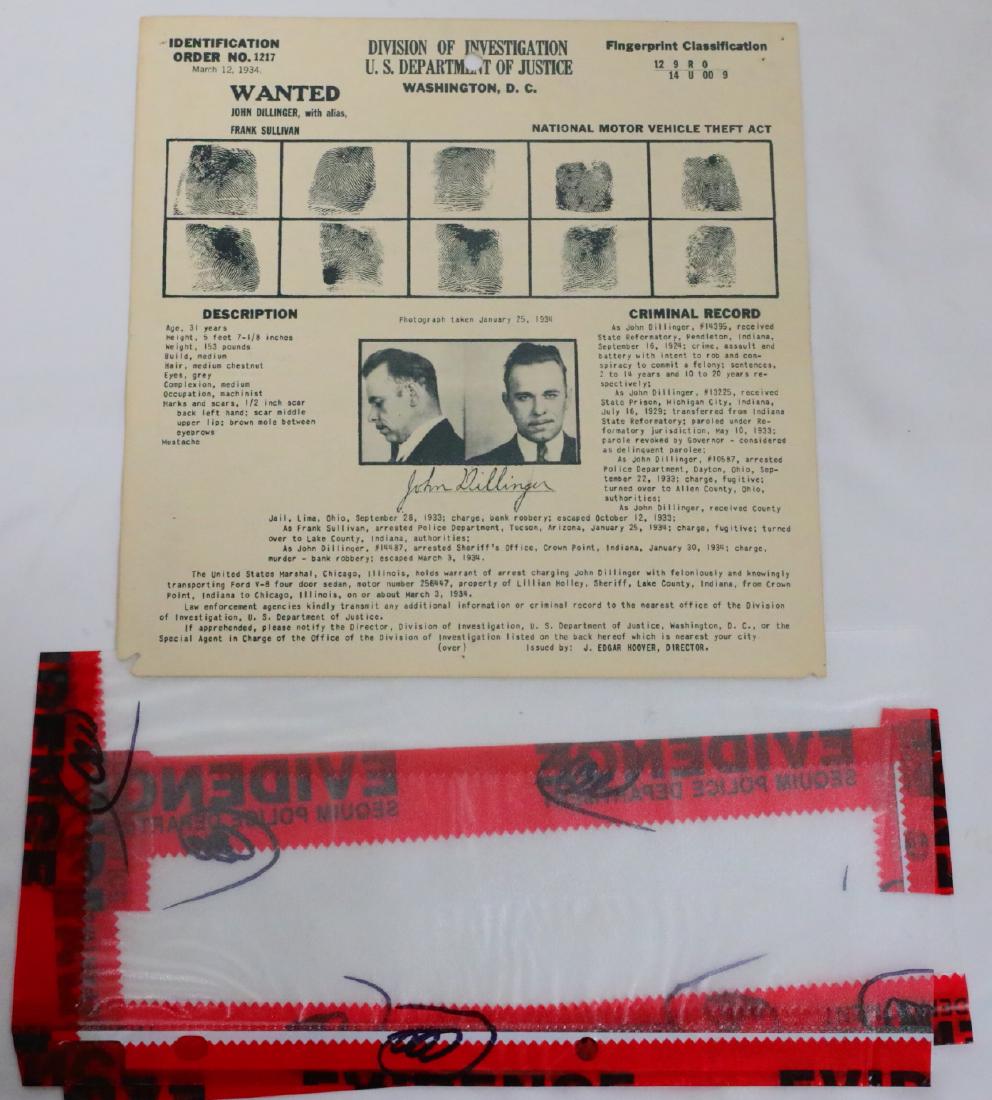 IDENTIFICATION
ORDER NO. 1217
March 12, 1934.
DIVISION OF INVESTIGATION
U. S. DEPARTMENT OF JUSTICE
WASHINGTON, D. C.
Fingerprint Classification
12 9 R O
14 U OO 9
WANTED
JOHN DILLINGER, with alias,
FRANK SULLIVAN
NATIONAL MOTOR VEHICLE THEFT ACT
DESCRIPTION
Age, 31 years
Height, 5 feet 7-1/8 inches
Weight, 153 pounds
Build, medium
Hair, medium chestnut
Eyes, grey
Complexion, medium
Occupation, machinist
Marks and scars, 1/2 inch scar
back left hand; scar middle
upper lip; brown mole between
eyebrows
Mustache
Photograph taken January 25, 1934
John Dillinger
CRIMINAL RECORD
As John Dillinger, #14395, received
State Reformatory, Pendleton, Indiana,
September 16, 1924; crime, assault and
battery with intent to rob and con-
spiracy to commit a felony; sentences,
2 to 14 years and 10 to 20 years re-
spectively;
As John Dillinger, #13225, received
State Prison, Michigan City, Indiana,
July 16, 1929; transferred from Indiana
State Reformatory; paroled under Re-
formatory jurisdiction, May 10, 1933;
parole revoked by Governor - considered
as delinquent parolee;
As John Dillinger, #10587, arrested
Police Department, Dayton, Ohio, Sep-
tember 22, 1933; charge, fugitive;
turned over to Allen County, Ohio,
authorities;
As John Dillinger, received County
Jail, Lima, Ohio, September 28, 1933; charge, bank robbery; escaped October 12, 1933;
As Frank Sullivan, arrested Police Department, Tucson, Arizona, January 25, 1934; charge, fugitive; turned
over to Lake County, Indiana, authorities;
As John Dillinger, #14487, arrested Sheriff's Office, Crown Point, Indiana, January 30, 1934; charge,
murder - bank robbery; escaped March 3, 1934.
The United States Marshal, Chicago, Illinois, holds warrant of arrest charging John Dillinger with feloniously and knowingly
transporting Ford V-8 four door sedan, motor number 256447, property of Lillian Holley, Sheriff, Lake County, Indiana, from Crown
Point, Indiana to Chicago, Illinois, on or about March 3, 1934.
Law enforcement agencies kindly transmit any additional information or criminal record to the nearest office of the Division
of Investigation, U. S. Department of Justice.
If apprehended, please notify the Director, Division of Investigation, Washington, D. C., or the
Special Agent in Charge of the Office of the Division of Investigation listed on the back hereof which is nearest your city
(over)
Issued by: J. EDGAR HOOVER, DIRECTOR.
EVIDENCE
SEQUIM POLICE DEPARTMENT
EVIDENCE
SEQUIM POLICE DEPARTMENT